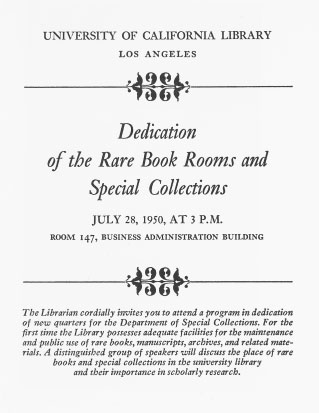 UNIVERSITY OF CALIFORNIA LIBRARY
LOS ANGELES
Dedication
of the Rare Book Rooms and
Special Collections
JULY 28, 1950, AT 3 P.M.
ROOM 147, BUSINESS ADMINISTRATION BUILDING
The Librarian cordially invites you to attend a program in dedication
of new quarters for the Department of Special Collections. For the
first time the Library possesses adequate facilities for the maintenance
and public use of rare books, manuscripts, archives, and related mate-
rials. A distinguished group of speakers will discuss the place of rare
books and special collections in the university library
and their importance in scholarly research.